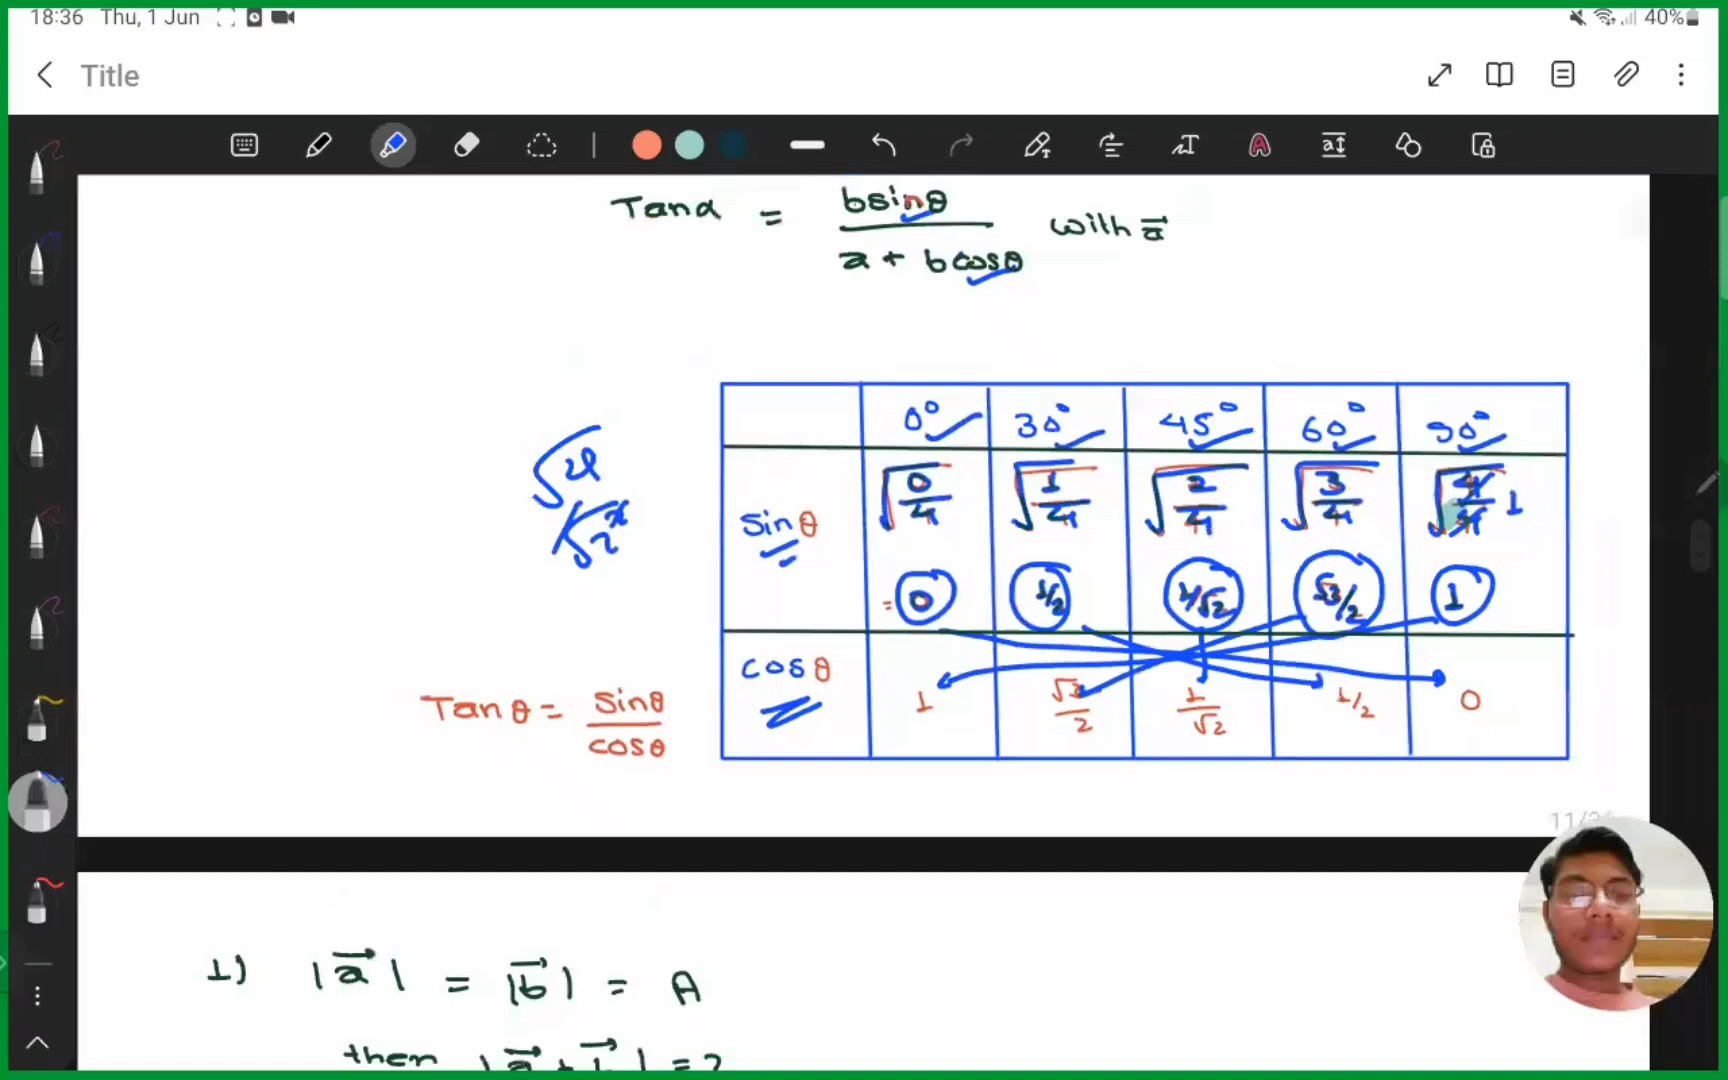 18:36 Thu, 1 Jun
40%
Title
Tanα = bsinθ / a + bcosθ with a⃗
0° 30° 45° 60° 90°
sinθ √0/4 √1/4 √2/4 √3/4 √4/4 1
= 0 1/2 1/√2 √3/2 1
cosθ 1 √3/2 1/√2 1/2 0
Tanθ = sinθ / cosθ
1) |a⃗| = |b⃗| = A
then |a⃗ + b⃗| = ?